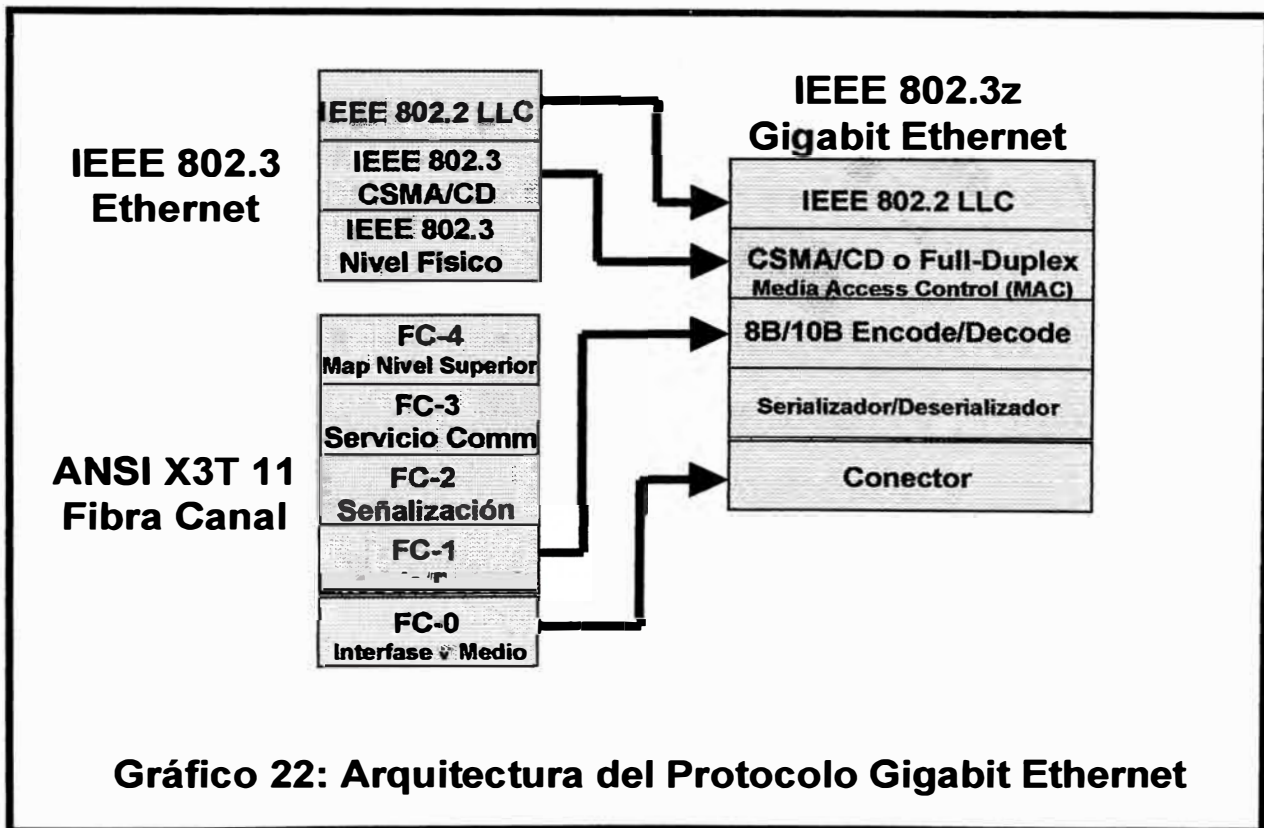 IEEE 802.3
Ethernet
IEEE 802.2 LLC
IEEE 802.3
CSMA/CD
IEEE 802.3
Nivel Físico
ANSI X3T 11
Fibra Canal
FC-4
Map Nivel Superior
FC-3
Servicio Comm
FC-2
Señalización
FC-1
FC-0
Interfase y Medio
IEEE 802.3z
Gigabit Ethernet
IEEE 802.2 LLC
CSMA/CD o Full-Duplex
Media Access Control (MAC)
8B/10B Encode/Decode
Serializador/Deserializador
Conector
Gráfico 22: Arquitectura del Protocolo Gigabit Ethernet